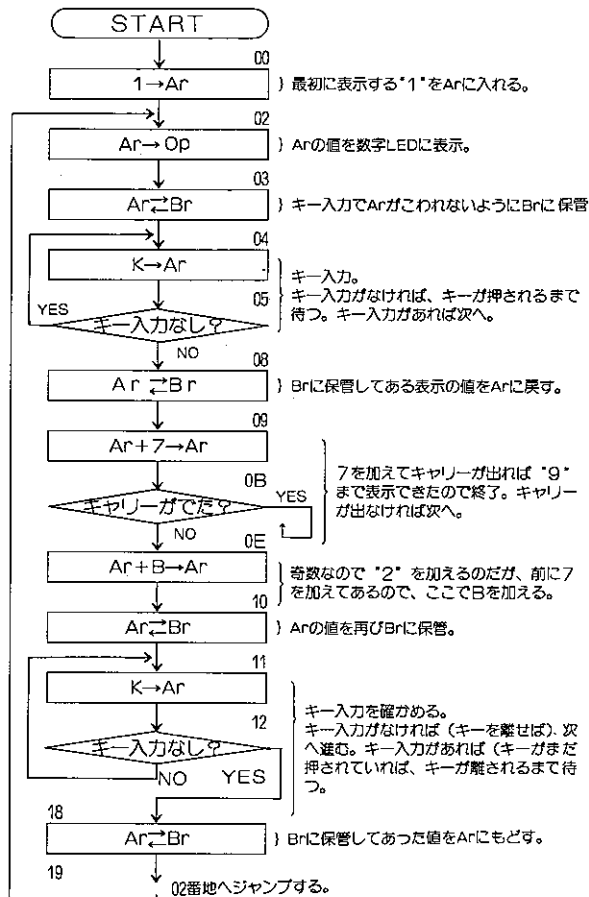 START
00
1→Ar
} 最初に表示する"1"をArに入れる。
02
Ar→Op
} Arの値を数字LEDに表示。
03
Ar⇄Br
} キー入力でArがこわれないようにBrに保管
04
K→Ar
キー入力。
05
キー入力がなければ、キーが押されるまで
YES
キー入力なし?
待つ。キー入力があれば次へ。
NO
08
Ar⇄Br
} Brに保管してある表示の値をArに戻す。
09
Ar+7→Ar
7を加えてキャリーが出れば "9"
0B
YES
まで表示できたので終了。キャリー
キャリーがでた?
が出なければ次へ。
NO
0E
Ar+B→Ar
奇数なので "2" を加えるのだが、前に7
を加えてあるので、ここでBを加える。
10
Ar⇄Br
} Arの値を再びBrに保管。
11
K→Ar
キー入力を確かめる。
12
キー入力がなければ(キーを離せば)、次
キー入力なし?
へ進む。キー入力があれば(キーがまだ
NO
YES
押されていれば、キーが離されるまで待
つ。
18
Ar⇄Br
} Brに保管してあった値をArにもどす。
19
02番地へジャンプする。